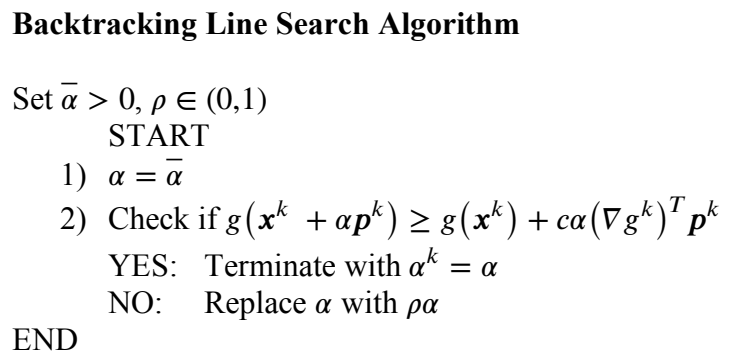 Backtracking Line Search Algorithm
Set α̅ > 0, ρ ∈ (0,1)
START
1) α = α̅
2) Check if g(𝒙ᵏ + α𝒑ᵏ) ≥ g(𝒙ᵏ) + cα(∇gᵏ)ᵀ𝒑ᵏ
YES: Terminate with αᵏ = α
NO: Replace α with ρα
END